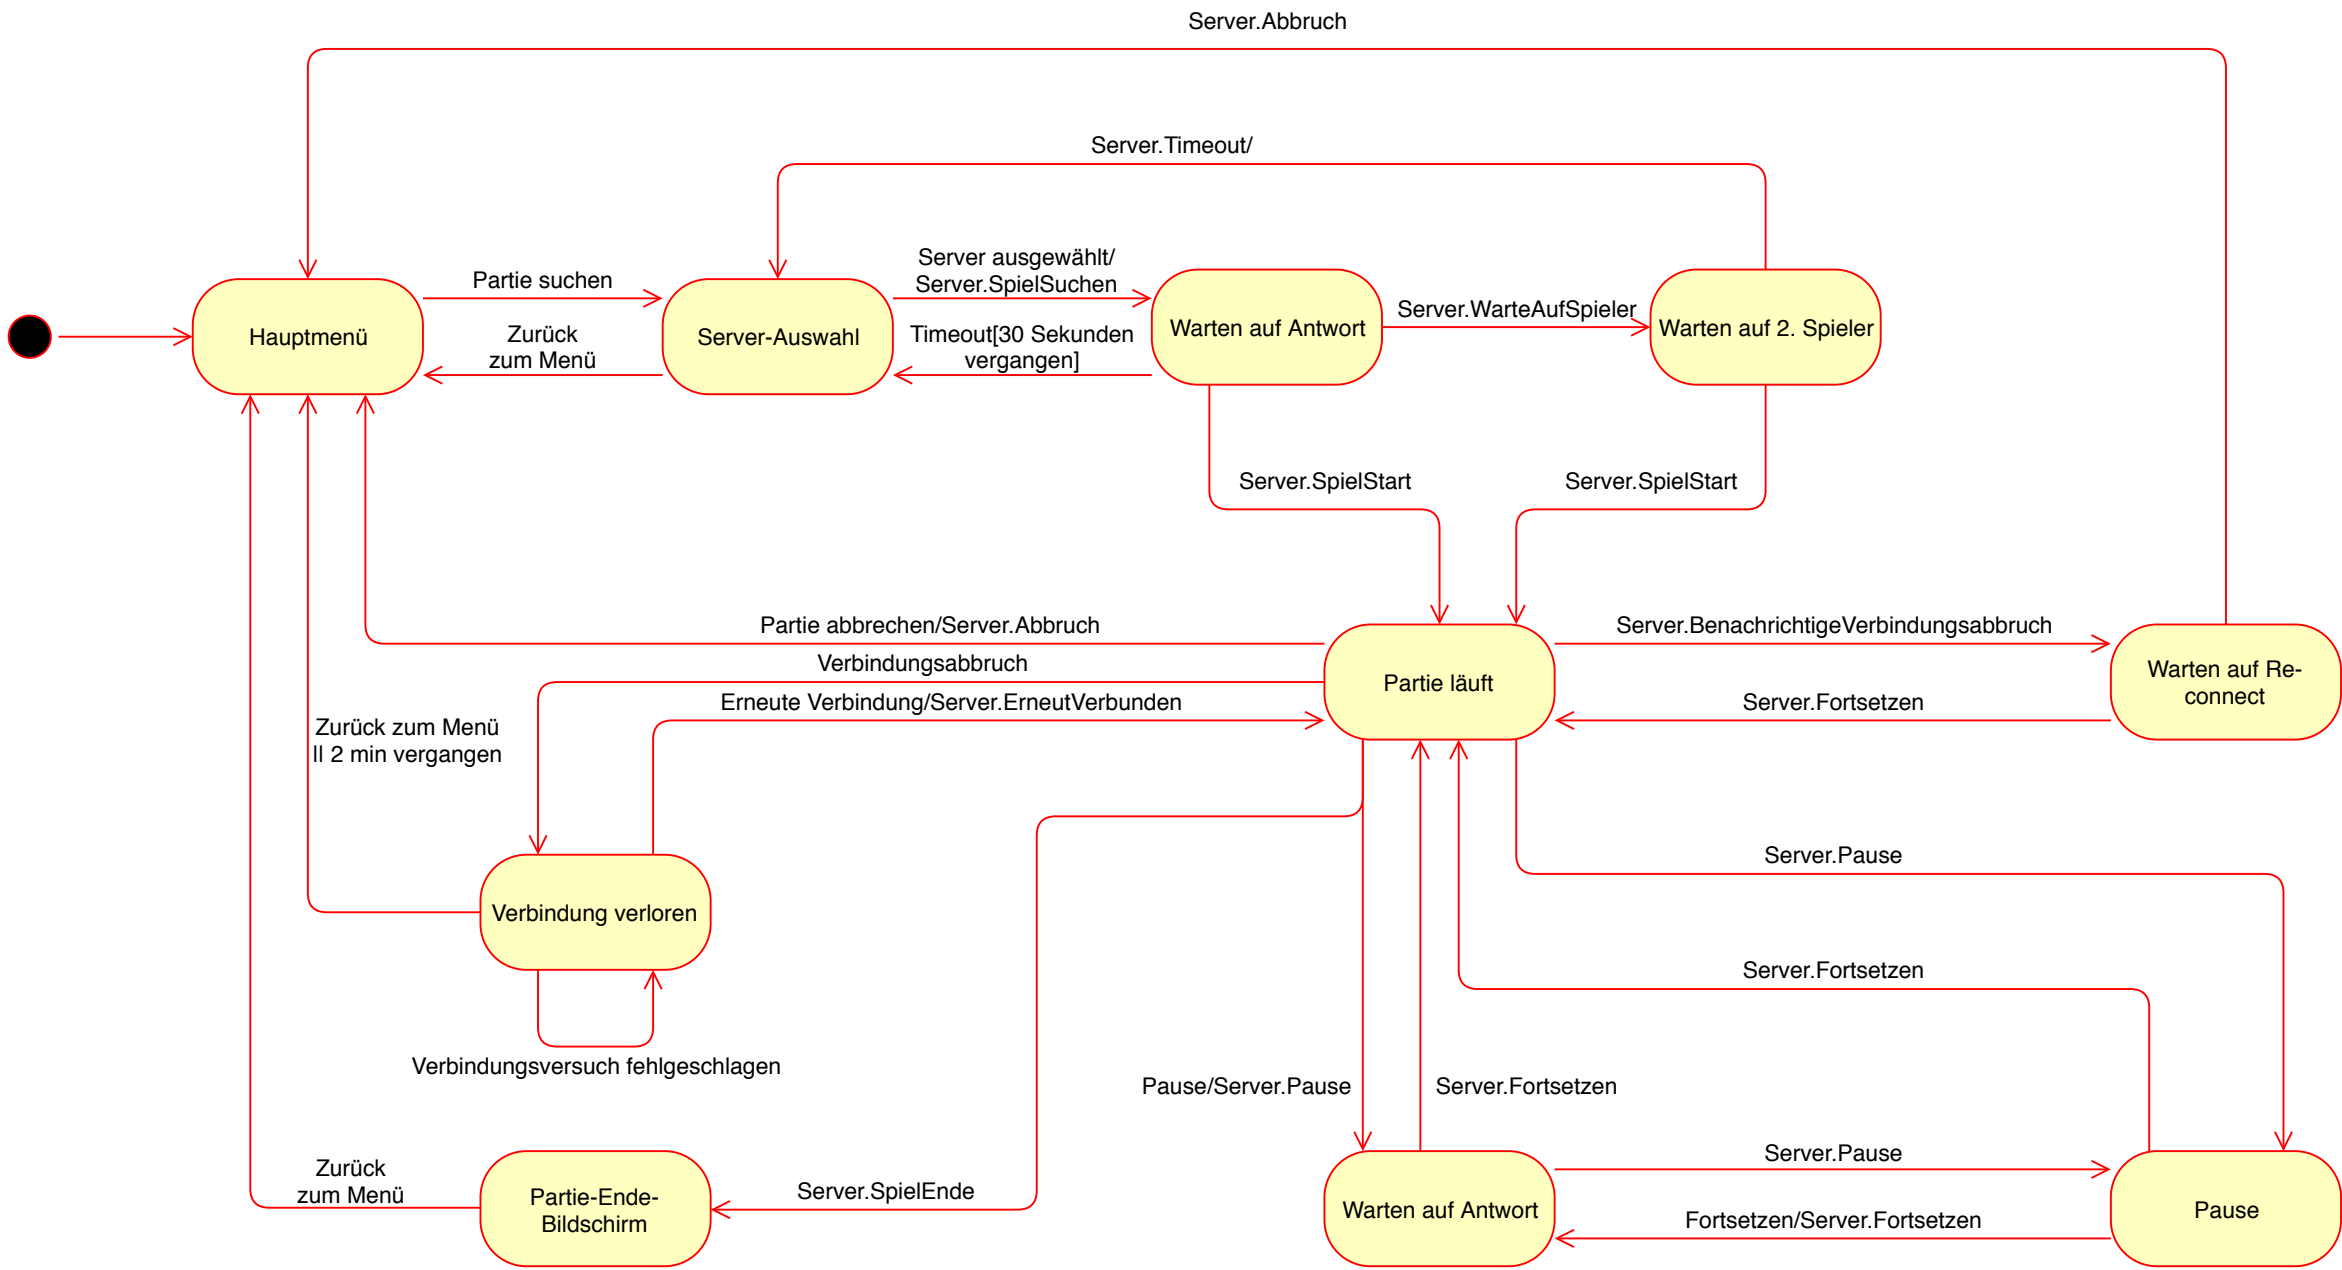 Server.Abbruch
Server.Timeout/
Server ausgewählt/
Server.SpielSuchen
Partie suchen
Server.WarteAufSpieler
Hauptmenü
Zurück
zum Menü
Server-Auswahl
Timeout[30 Sekunden
vergangen]
Warten auf Antwort
Warten auf 2. Spieler
Server.SpielStart
Server.SpielStart
Partie abbrechen/Server.Abbruch
Server.BenachrichtigeVerbindungsabbruch
Verbindungsabbruch
Partie läuft
Warten auf Re-
connect
Erneute Verbindung/Server.ErneutVerbunden
Server.Fortsetzen
Zurück zum Menü
|| 2 min vergangen
Server.Pause
Verbindung verloren
Server.Fortsetzen
Verbindungsversuch fehlgeschlagen
Pause/Server.Pause
Server.Fortsetzen
Server.Pause
Zurück
zum Menü
Partie-Ende-
Bildschirm
Server.SpielEnde
Warten auf Antwort
Fortsetzen/Server.Fortsetzen
Pause